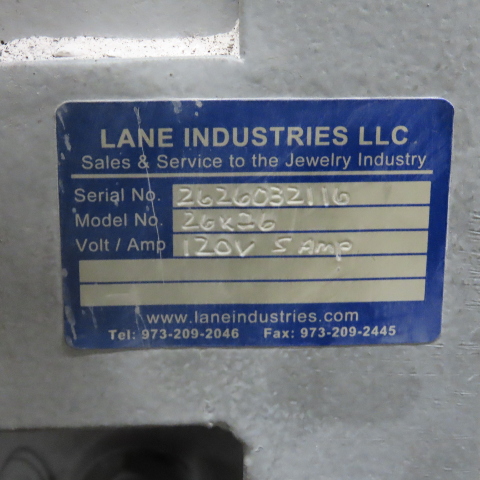 LANE INDUSTRIES LLC
Sales & Service to the Jewelry Industry
Serial No. 2626032116
Model No. 26x26
Volt / Amp 120V 5 Amp
www.laneindustries.com
Tel: 973-209-2046 Fax: 973-209-2445